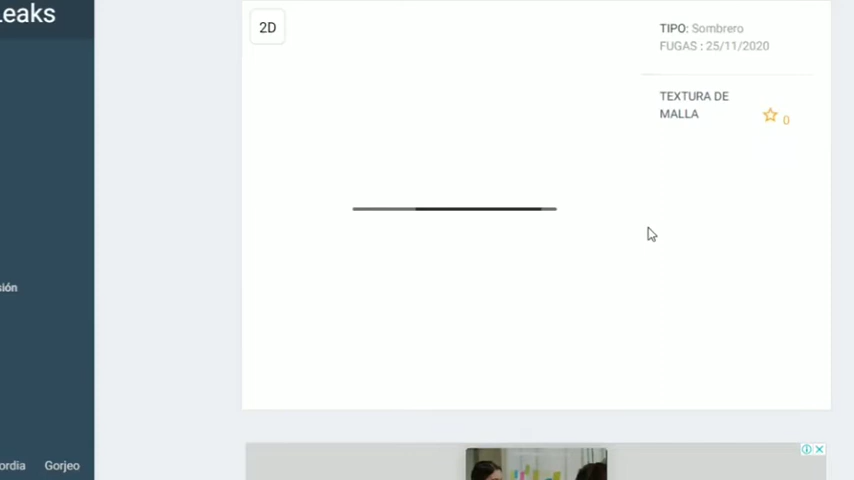 Leaks
2D
TIPO: Sombrero
FUGAS : 25/11/2020
TEXTURA DE
MALLA
0
sión
ordia
Gorjeo